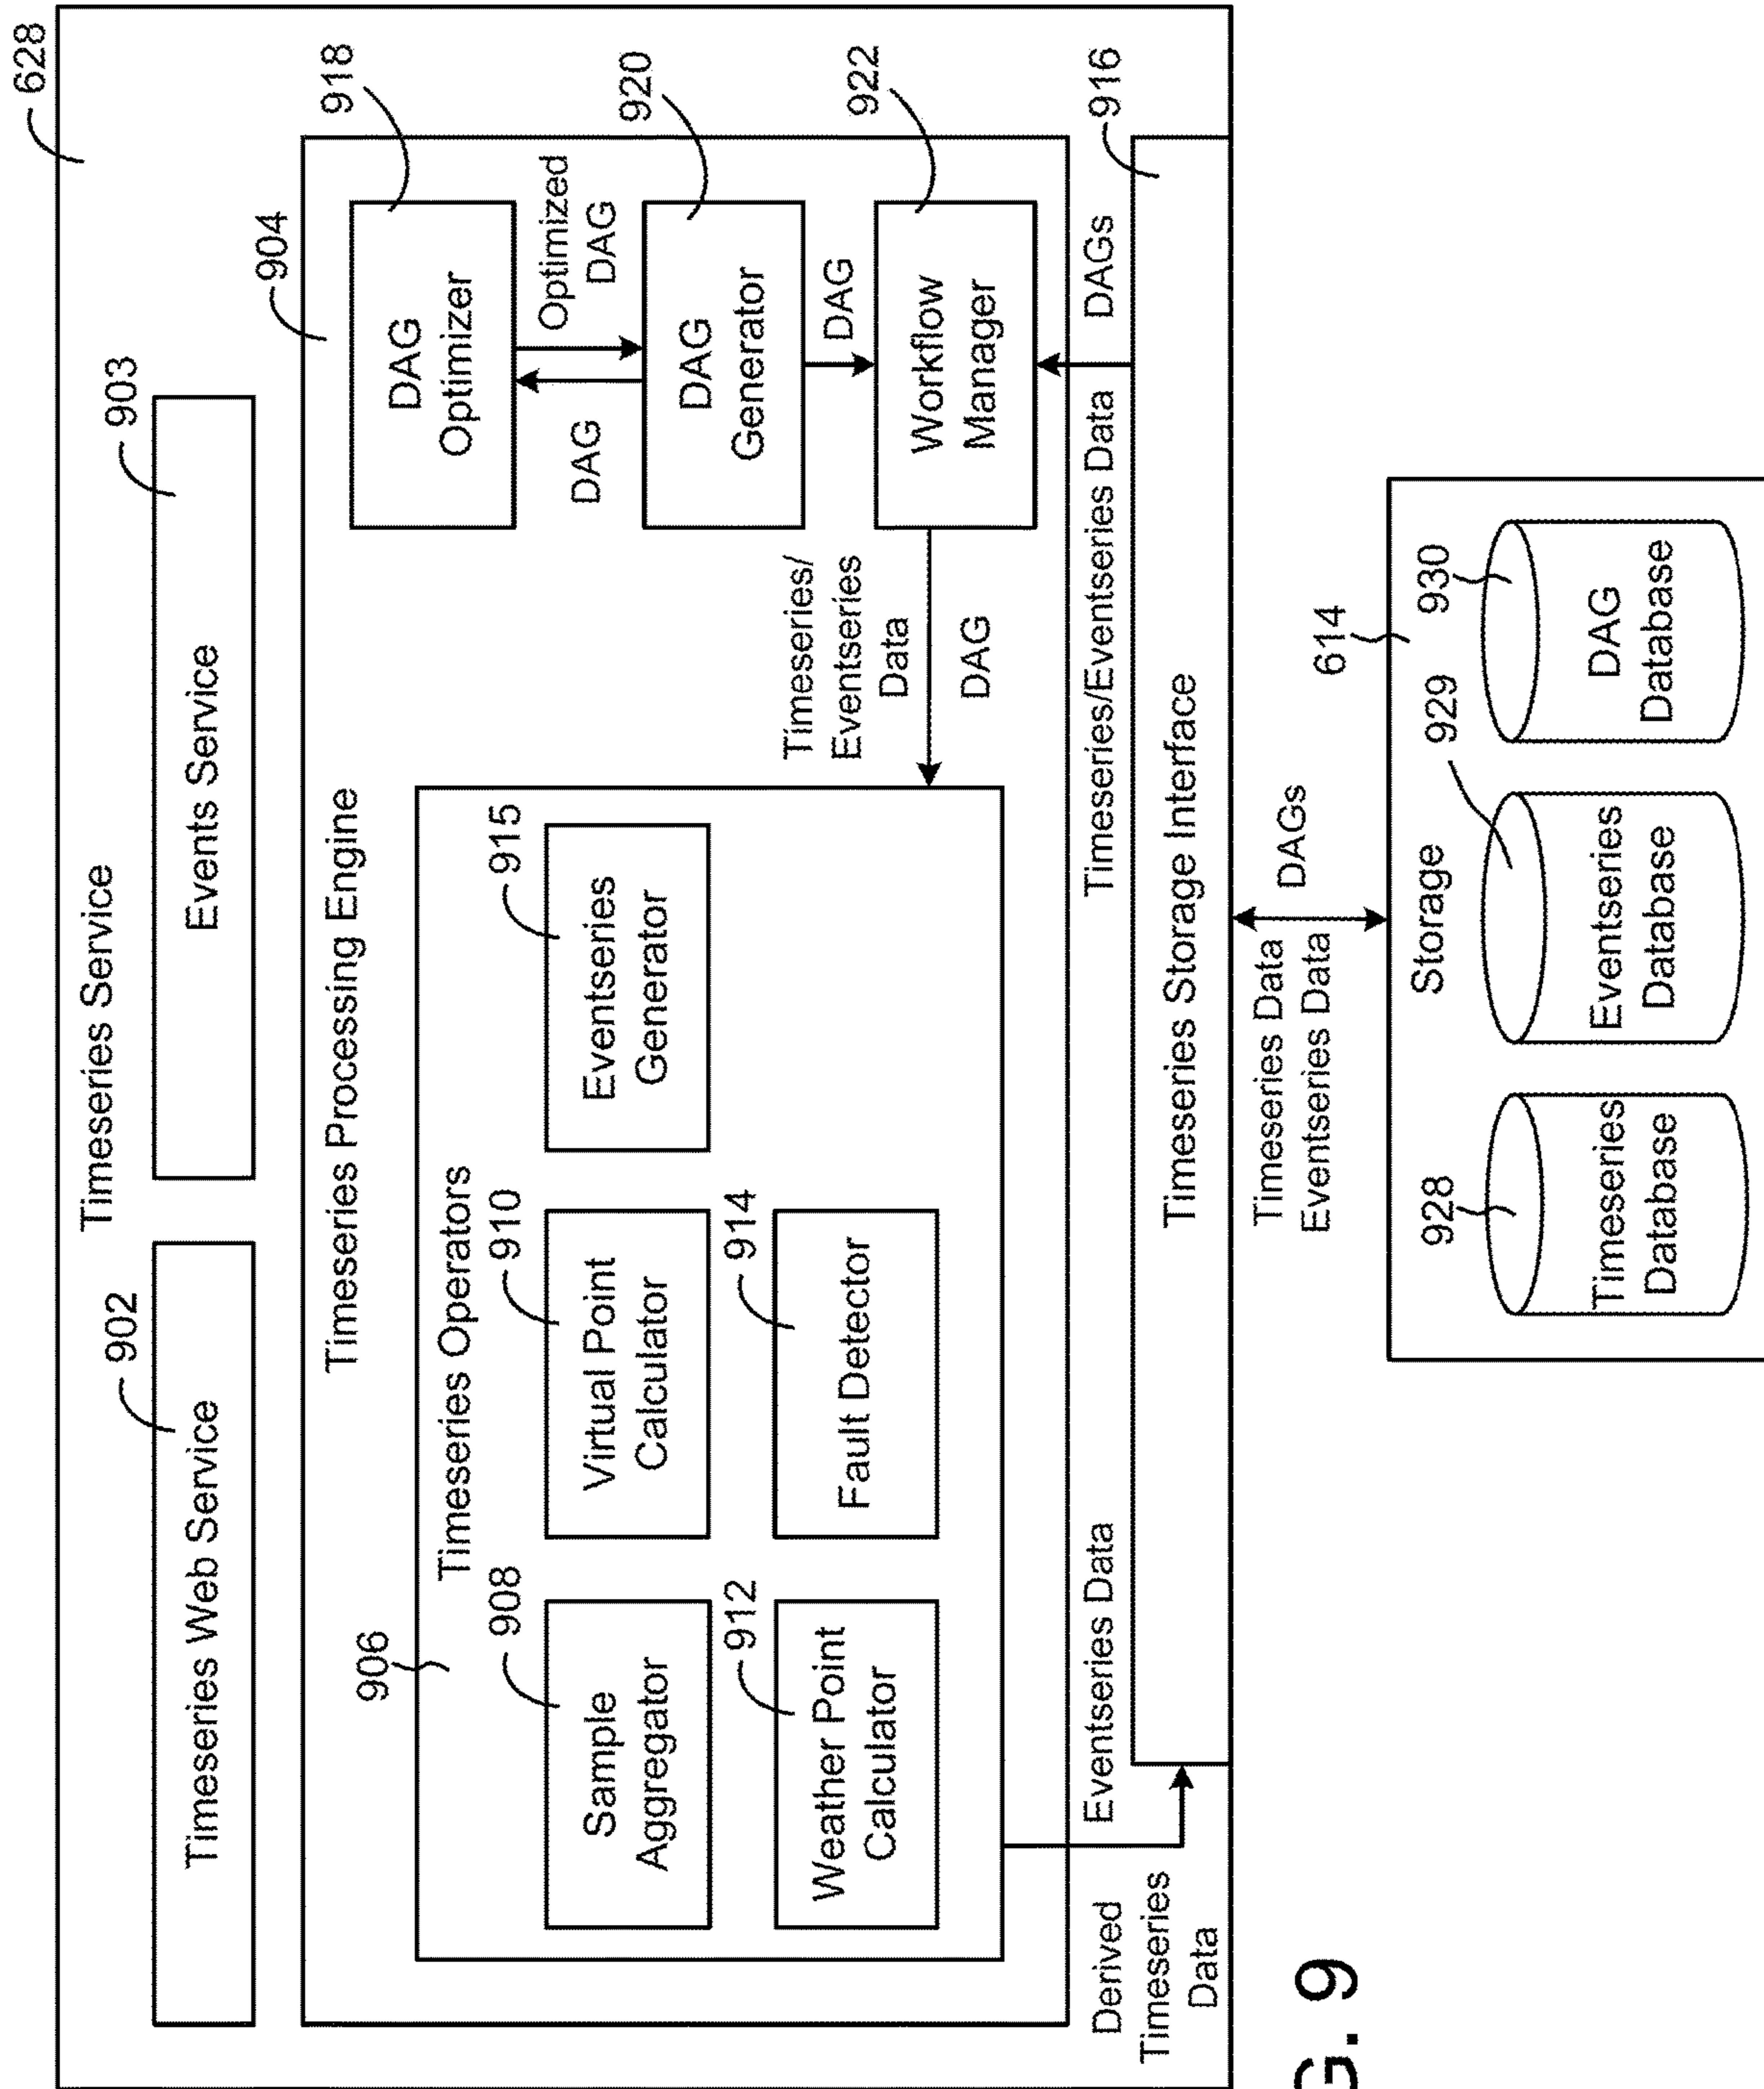 628
Timeseries Service
902
903
Timeseries Web Service
Events Service
904
Timeseries Processing Engine
906
Timeseries Operators
908
910
915
Sample
Aggregator
Virtual Point
Calculator
Eventseries
Generator
912
914
Weather Point
Calculator
Fault Detector
918
DAG
Optimizer
DAG
Optimized
DAG
920
DAG
Generator
DAG
922
Workflow
Manager
Timeseries/
Eventseries
Data
DAG
Derived
Timeseries
Data
Eventseries Data
Timeseries/Eventseries Data
DAGs
916
Timeseries Storage Interface
Timeseries Data
Eventseries Data
DAGs
614
Storage
928
929
930
Timeseries
Database
Eventseries
Database
DAG
Database
G. 9